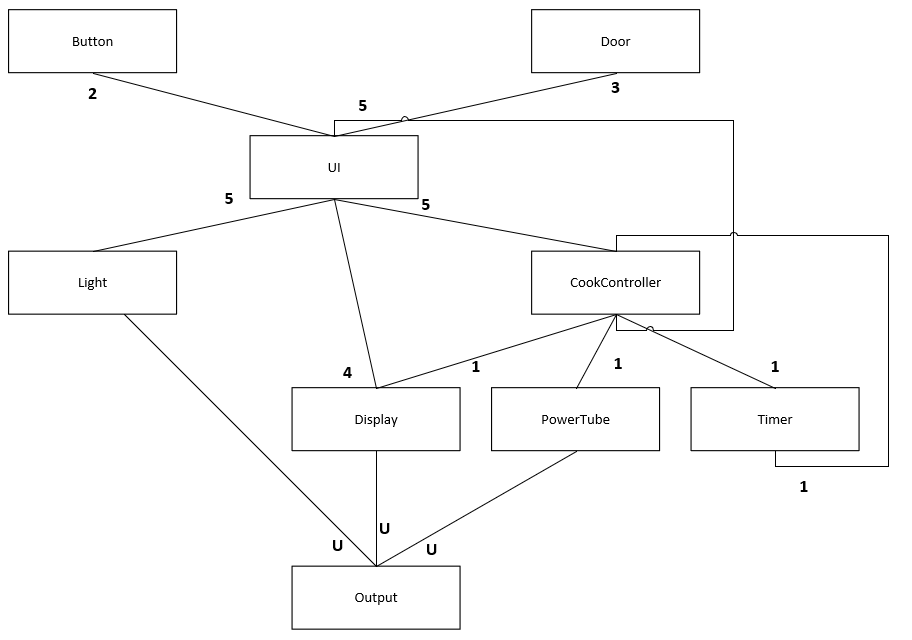 Button
Door
2
3
5
UI
5
5
Light
CookController
4
1
1
1
Display
PowerTube
Timer
1
U
U
U
Output